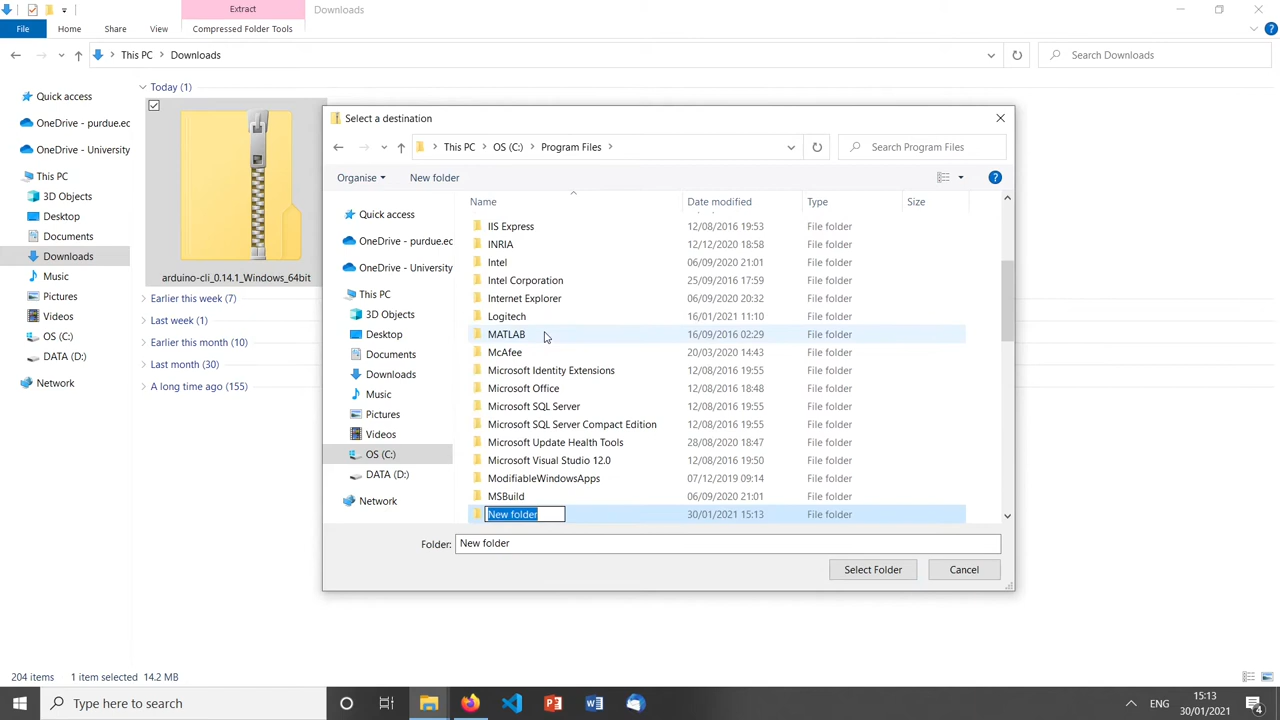 Extract
Downloads
File
Home
Share
View
Compressed Folder Tools
This PC
Downloads
Search Downloads
Quick access
OneDrive - purdue.ec
OneDrive - University
This PC
3D Objects
Desktop
Documents
Downloads
Music
Pictures
Videos
OS (C:)
DATA (D:)
Network
Today (1)
arduino-cli_0.14.1_Windows_64bit
Earlier this week (7)
Last week (1)
Earlier this month (10)
Last month (30)
A long time ago (155)
Select a destination
This PC
OS (C:)
Program Files
Search Program Files
Organise
New folder
Quick access
OneDrive - purdue.ec
OneDrive - University
This PC
3D Objects
Desktop
Documents
Downloads
Music
Pictures
Videos
OS (C:)
DATA (D:)
Network
Name Date modified Type Size
IIS Express 12/08/2016 19:53 File folder
INRIA 12/12/2020 18:58 File folder
Intel 06/09/2020 21:01 File folder
Intel Corporation 25/09/2016 17:59 File folder
Internet Explorer 06/09/2020 20:32 File folder
Logitech 16/01/2021 11:10 File folder
MATLAB 16/09/2016 02:29 File folder
McAfee 20/03/2020 14:43 File folder
Microsoft Identity Extensions 12/08/2016 19:55 File folder
Microsoft Office 12/08/2016 18:48 File folder
Microsoft SQL Server 12/08/2016 19:55 File folder
Microsoft SQL Server Compact Edition 12/08/2016 19:55 File folder
Microsoft Update Health Tools 28/08/2020 18:47 File folder
Microsoft Visual Studio 12.0 12/08/2016 19:50 File folder
ModifiableWindowsApps 07/12/2019 09:14 File folder
MSBuild 06/09/2020 21:01 File folder
New folder 30/01/2021 15:13 File folder
Folder: New folder
Select Folder
Cancel
204 items 1 item selected 14.2 MB
Type here to search
ENG
15:13
30/01/2021
4